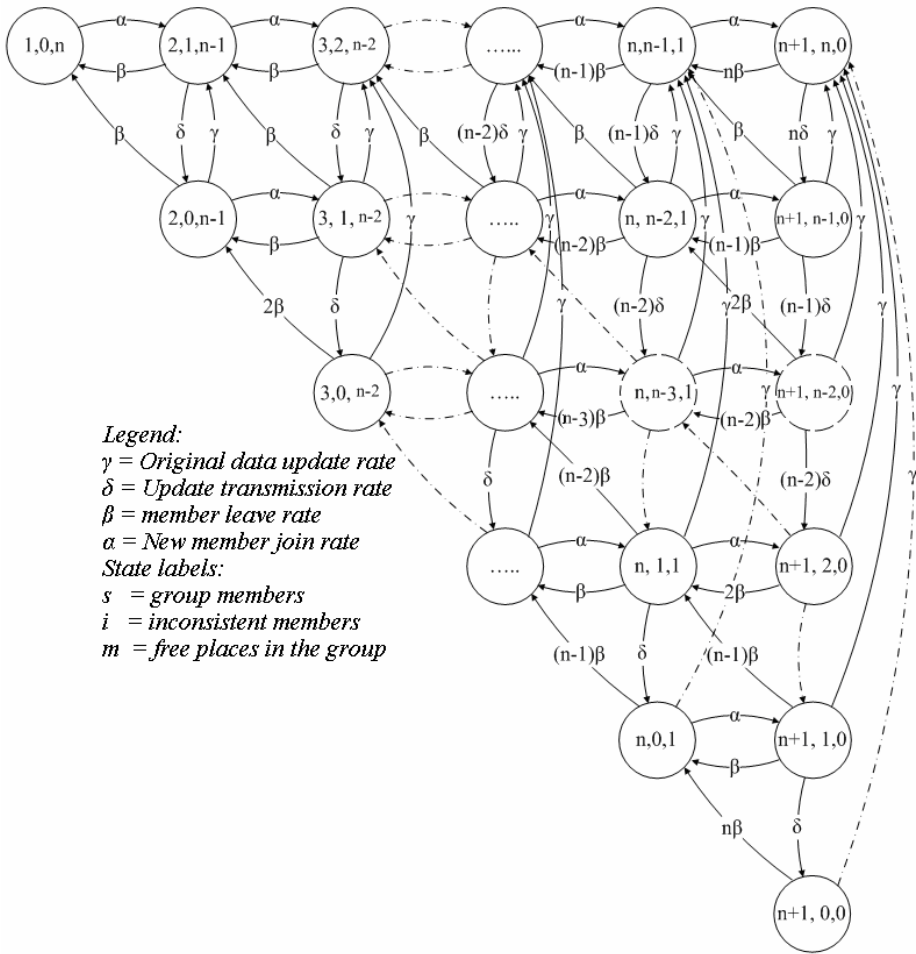 α α α α
1,0,n 2,1,n-1 3,2, n-2 ...... n,n-1,1 n+1, n,0
β β (n-1)β nβ
β δ γ β δ γ β (n-2)δ γ β (n-1)δ γ β nδ γ
α α α
2,0,n-1 3, 1, n-2 ..... n, n-2,1 n+1, n-1,0
β (n-2)β (n-1)β
γ γ γ γ
2β δ γ (n-2)δ γ 2β (n-1)δ γ
α α
3,0, n-2 ..... n,n-3,1 n+1, n-2,0
γ γ
(n-3)β (n-2)β
Legend:
γ = Original data update rate
δ = Update transmission rate
β = member leave rate
α = New member join rate
State labels:
s = group members
i = inconsistent members
m = free places in the group
δ (n-2)β (n-2)δ γ
α α
..... n, 1,1 n+1, 2,0
β 2β
(n-1)β δ (n-1)β
α
n,0,1 n+1, 1,0
β
nβ δ
n+1, 0,0